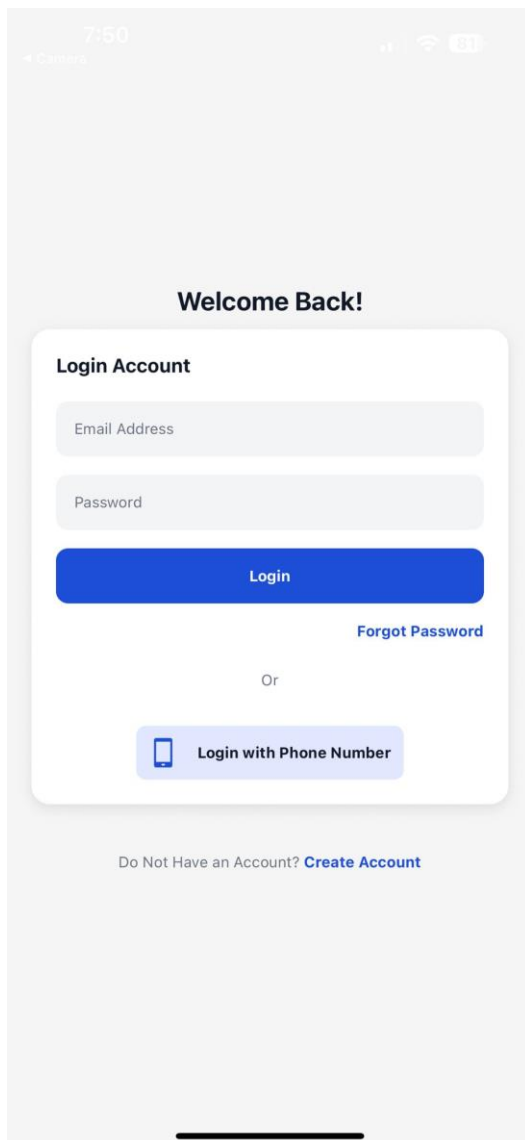 7:50
81
◀ Camera
Welcome Back!
Login Account
Email Address
Password
Login
Forgot Password
Or
Login with Phone Number
Do Not Have an Account? Create Account